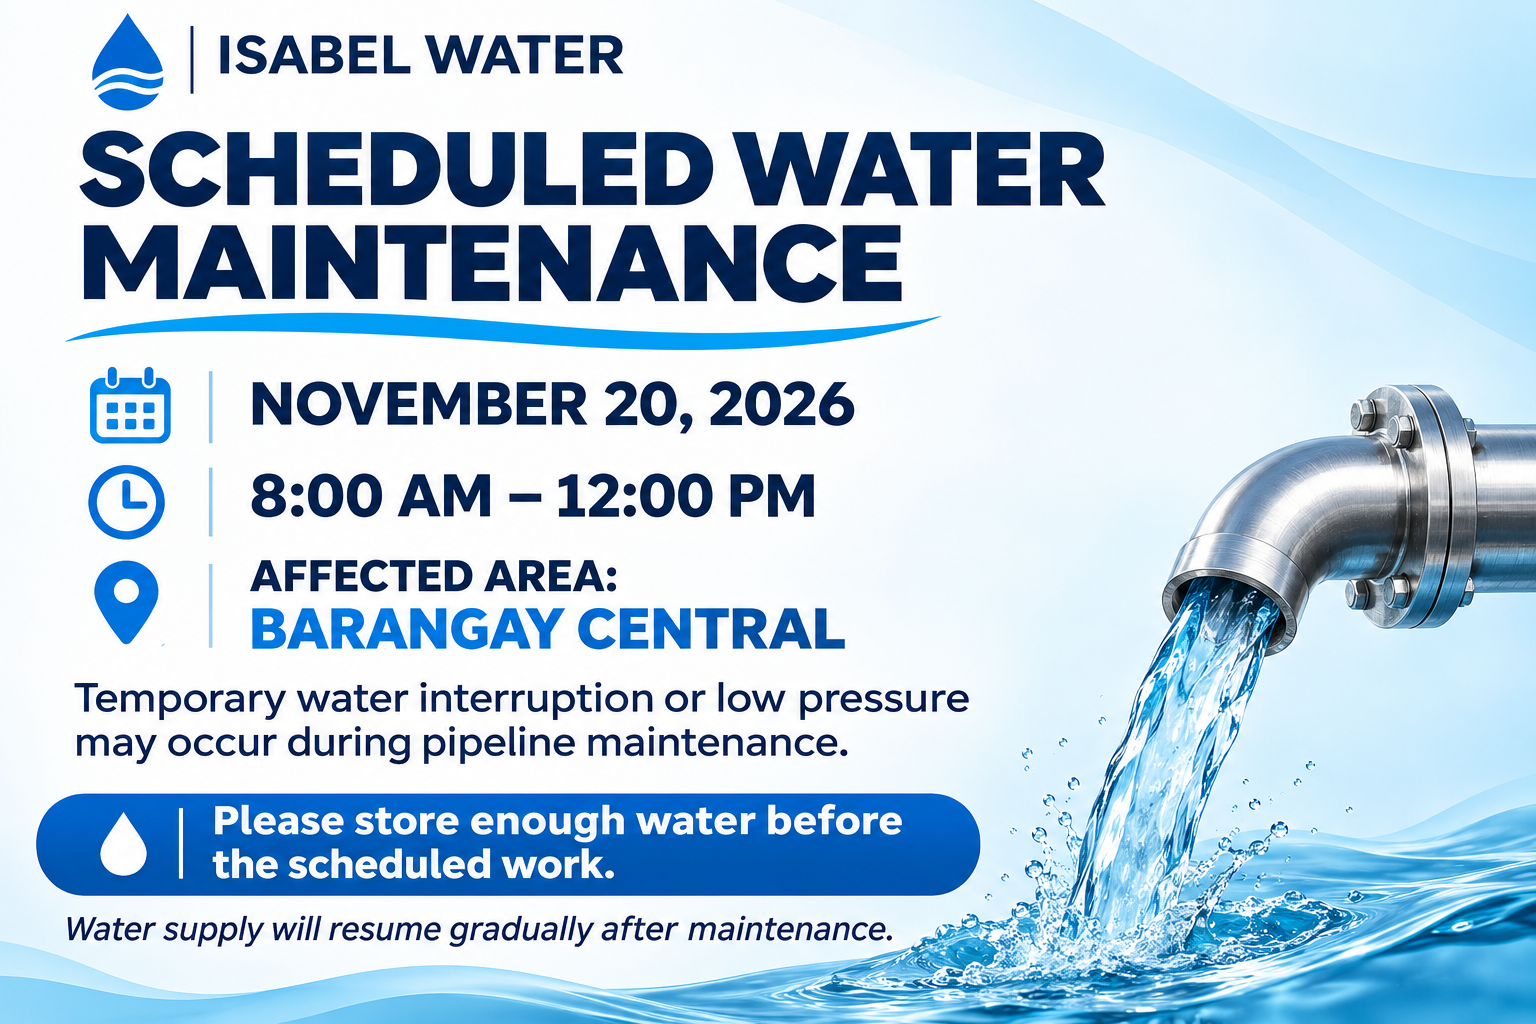 ISABEL WATER
SCHEDULED WATER
MAINTENANCE
NOVEMBER 20, 2026
8:00 AM – 12:00 PM
AFFECTED AREA:
BARANGAY CENTRAL
Temporary water interruption or low pressure
may occur during pipeline maintenance.
Please store enough water before
the scheduled work.
Water supply will resume gradually after maintenance.